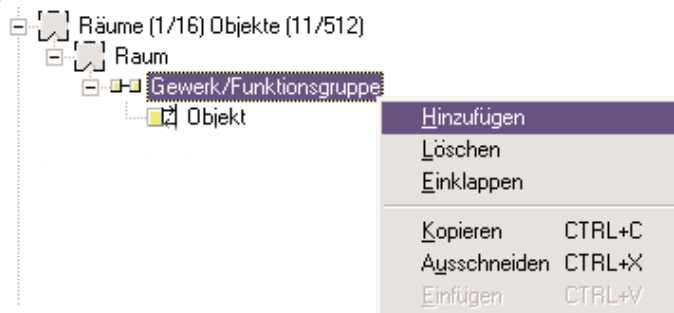 Räume (1/16) Objekte (11/512)
Raum
Gewerk/Funktionsgruppe
Objekt
Hinzufügen
Löschen
Einklappen
Kopieren CTRL+C
Ausschneiden CTRL+X
Einfügen CTRL+V